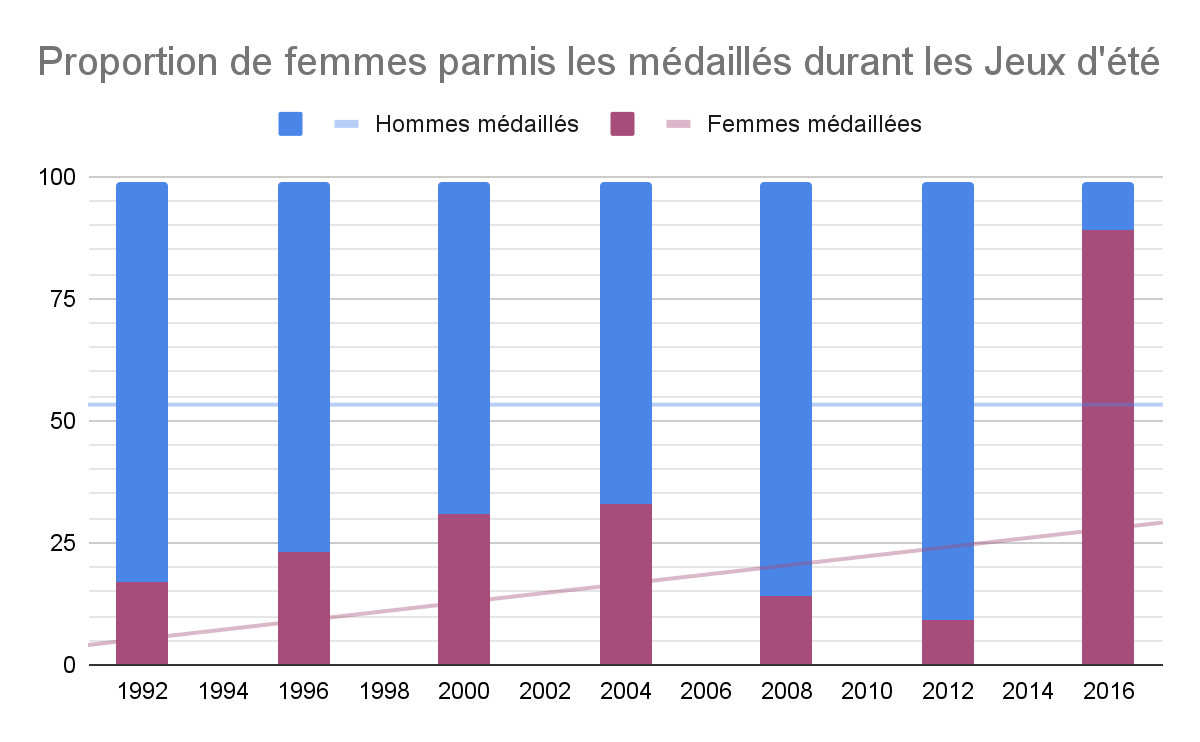 Proportion de femmes parmis les médaillés durant les Jeux d'été
Hommes médaillés Femmes médaillées
100
75
50
25
0
1992 1994 1996 1998 2000 2002 2004 2006 2008 2010 2012 2014 2016